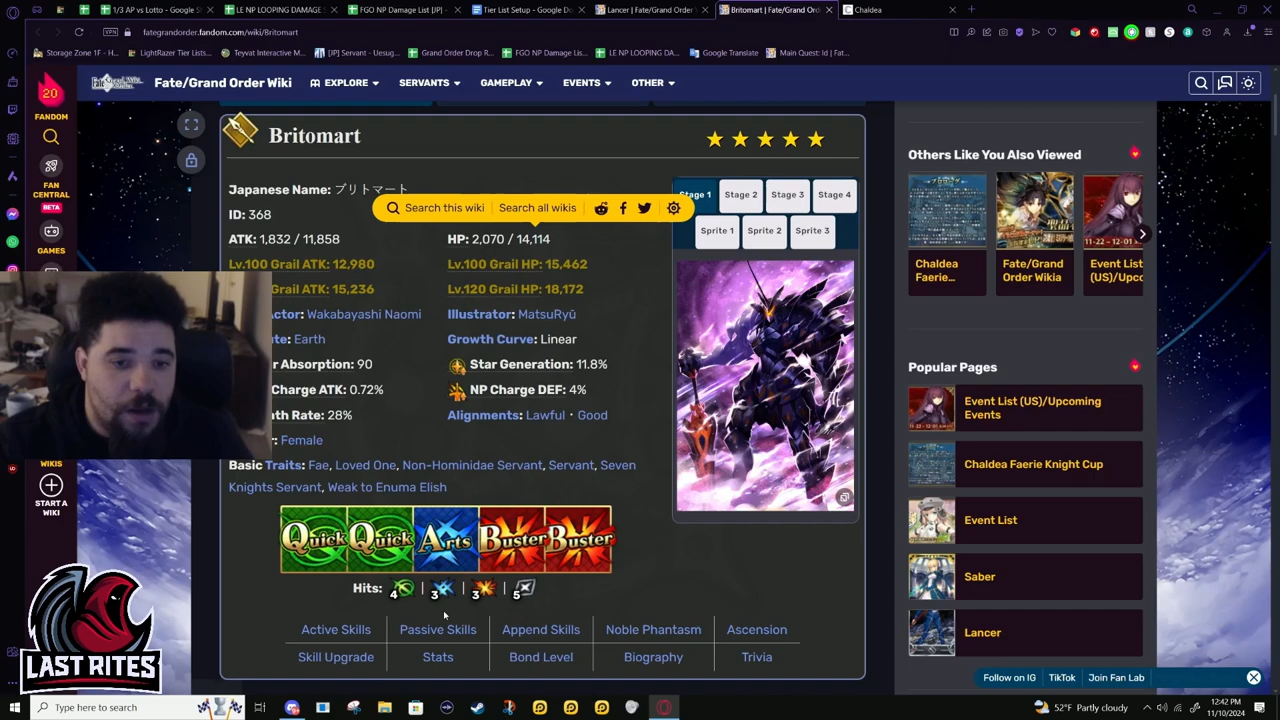 1/3 AP vs Lotto - Google S
LE NP LOOPING DAMAGE
FGO NP Damage List [JP]
Tier List Setup - Google Do
Lancer | Fate/Grand O
Britomart | Fate/Grand Ord
Chaldea
VPN
fategrandorder.fandom.com/wiki/Britomart
Storage Zone 1F - H...
LightRazer Tier Lists...
Teyvat Interactive...
[JP] Servant - Uesug...
Grand Order Drop R...
FGO NP Damage Lis...
LE NP LOOPING DA...
Google Translate
Main Quest: Id | Fat...
20
FANDOM
Fate/Grand Order Wiki
EXPLORE
SERVANTS
GAMEPLAY
EVENTS
OTHER
FAN
CENTRAL
BETA
GAMES
WIKIS
START A
WIKI
Britomart
Japanese Name: ブリトマート
Search this wiki
Search all wikis
ID: 368
ATK: 1,832 / 11,858
HP: 2,070 / 14,114
Lv.100 Grail ATK: 12,980
Lv.100 Grail HP: 15,462
Grail ATK: 15,236
Lv.120 Grail HP: 18,172
Actor: Wakabayashi Naomi
Illustrator: MatsuRyū
Earth
Growth Curve: Linear
Absorption: 90
Star Generation: 11.8%
Charge ATK: 0.72%
NP Charge DEF: 4%
Rate: 28%
Alignments: Lawful・Good
Female
Basic Traits: Fae, Loved One, Non-Hominidae Servant, Servant, Seven
Knights Servant, Weak to Enuma Elish
Quick
Quick
Arts
Buster
Buster
Hits: 4 | 3 | 3 | 5
Active Skills
Passive Skills
Append Skills
Noble Phantasm
Ascension
Skill Upgrade
Stats
Bond Level
Biography
Trivia
Stage 1
Stage 2
Stage 3
Stage 4
Sprite 1
Sprite 2
Sprite 3
Others Like You Also Viewed
Chaldea
Faerie...
Fate/Grand
Order Wikia
11-22 - 12-01
Event List
(US)/Upco
Popular Pages
Event List (US)/Upcoming
Events
Chaldea Faerie Knight Cup
Event List
Saber
Lancer
Follow on IG
TikTok
Join Fan Lab
LAST RITES
Type here to search
52°F Partly cloudy
12:42 PM
11/10/2024